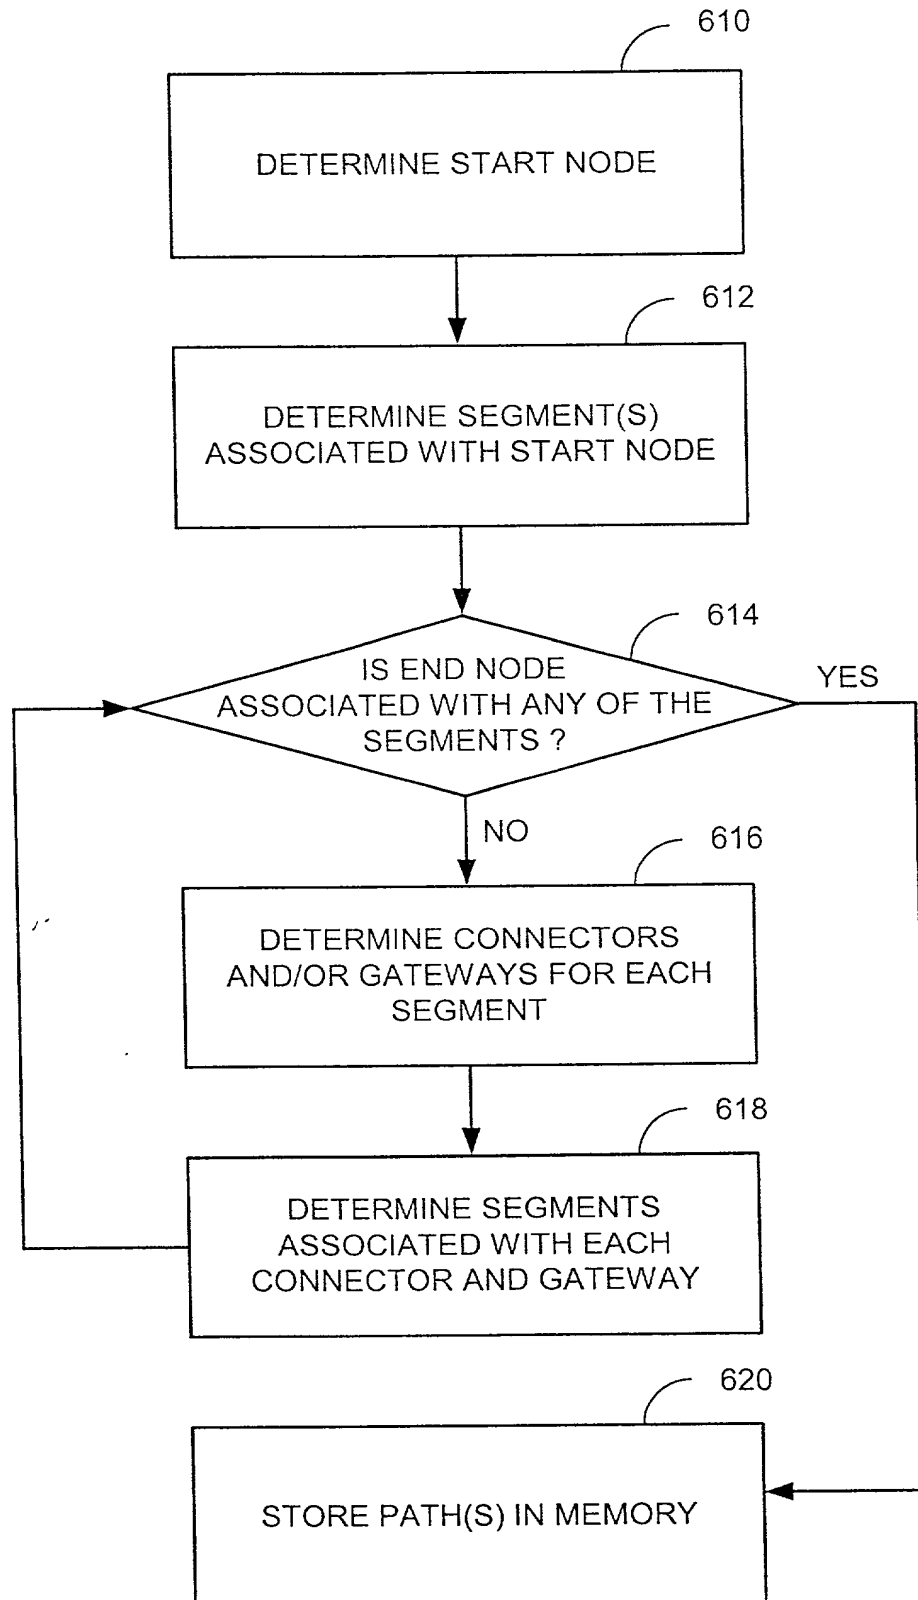 610
DETERMINE START NODE
612
DETERMINE SEGMENT(S)
ASSOCIATED WITH START NODE
614
IS END NODE
ASSOCIATED WITH ANY OF THE
SEGMENTS ?
YES
NO
616
DETERMINE CONNECTORS
AND/OR GATEWAYS FOR EACH
SEGMENT
618
DETERMINE SEGMENTS
ASSOCIATED WITH EACH
CONNECTOR AND GATEWAY
620
STORE PATH(S) IN MEMORY